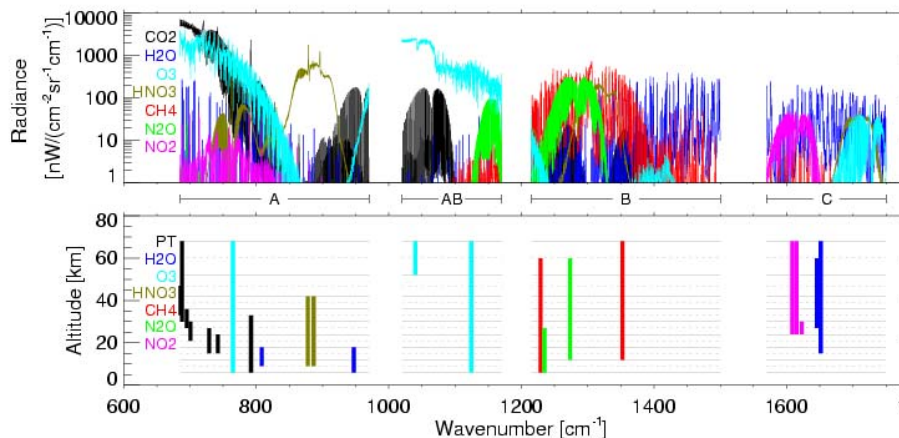 Radiance
[nW/(cm⁻²sr⁻¹cm⁻¹)]
10000
1000
100
10
1
CO2
H2O
O3
HNO3
CH4
N2O
NO2
A
AB
B
C
Altitude [km]
80
60
40
20
0
PT
H2O
O3
HNO3
CH4
N2O
NO2
600
800
1000
1200
1400
1600
Wavenumber [cm⁻¹]